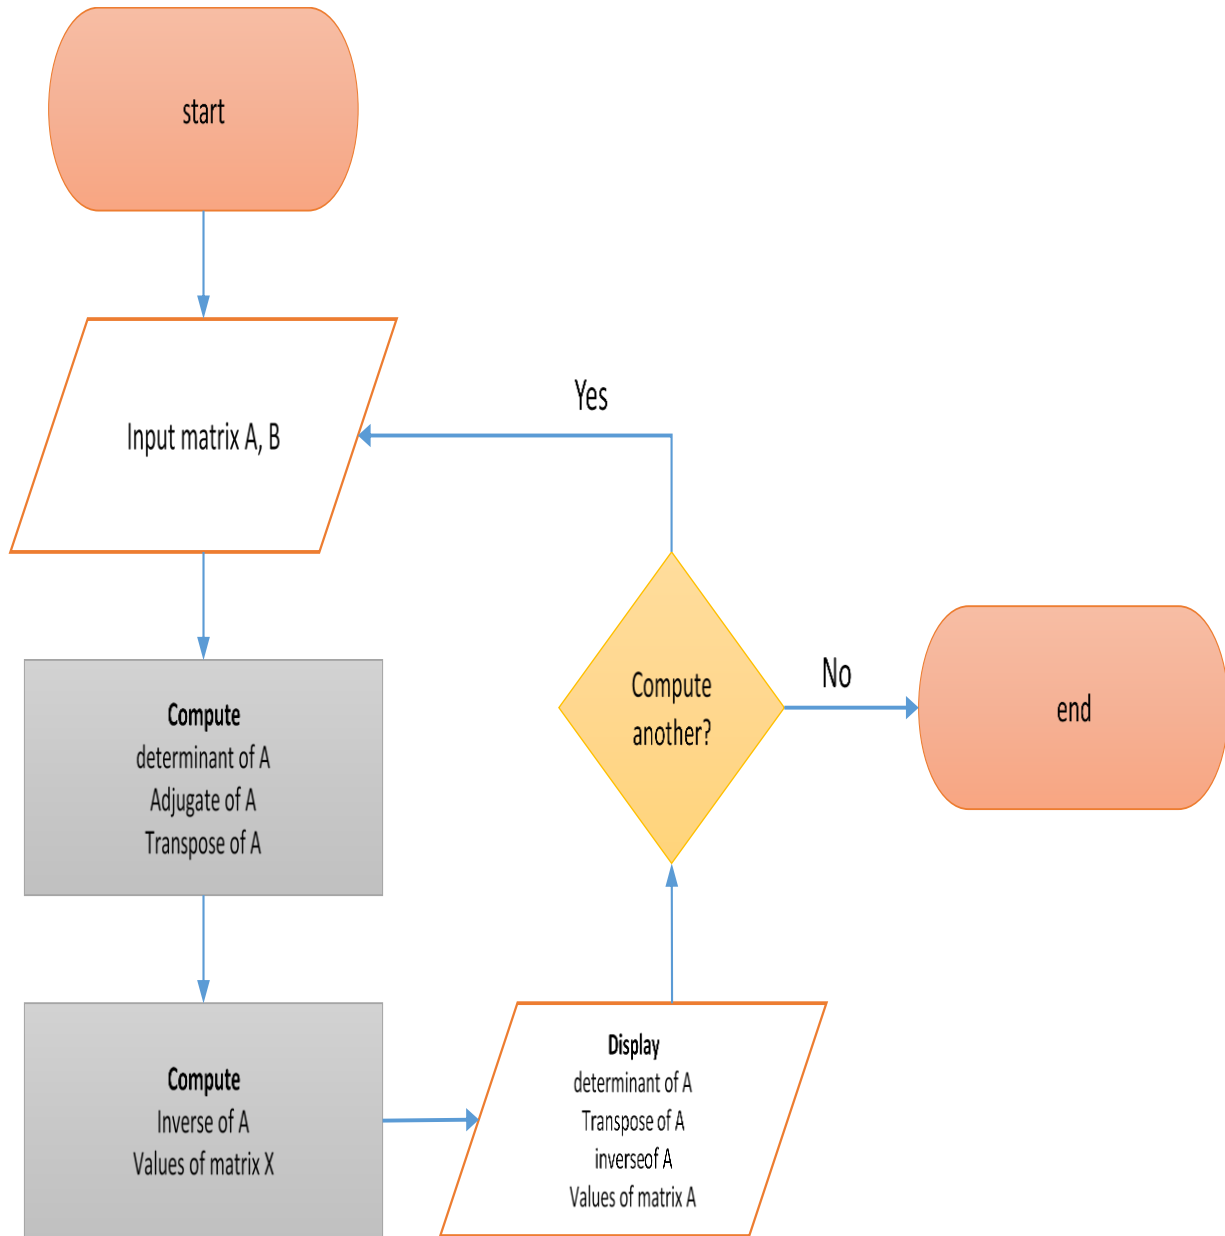 start
Input matrix A, B
Compute
determinant of A
Adjugate of A
Transpose of A
Compute
Inverse of A
Values of matrix X
Display
determinant of A
Transpose of A
inverseof A
Values of matrix A
Compute
another?
Yes
No
end